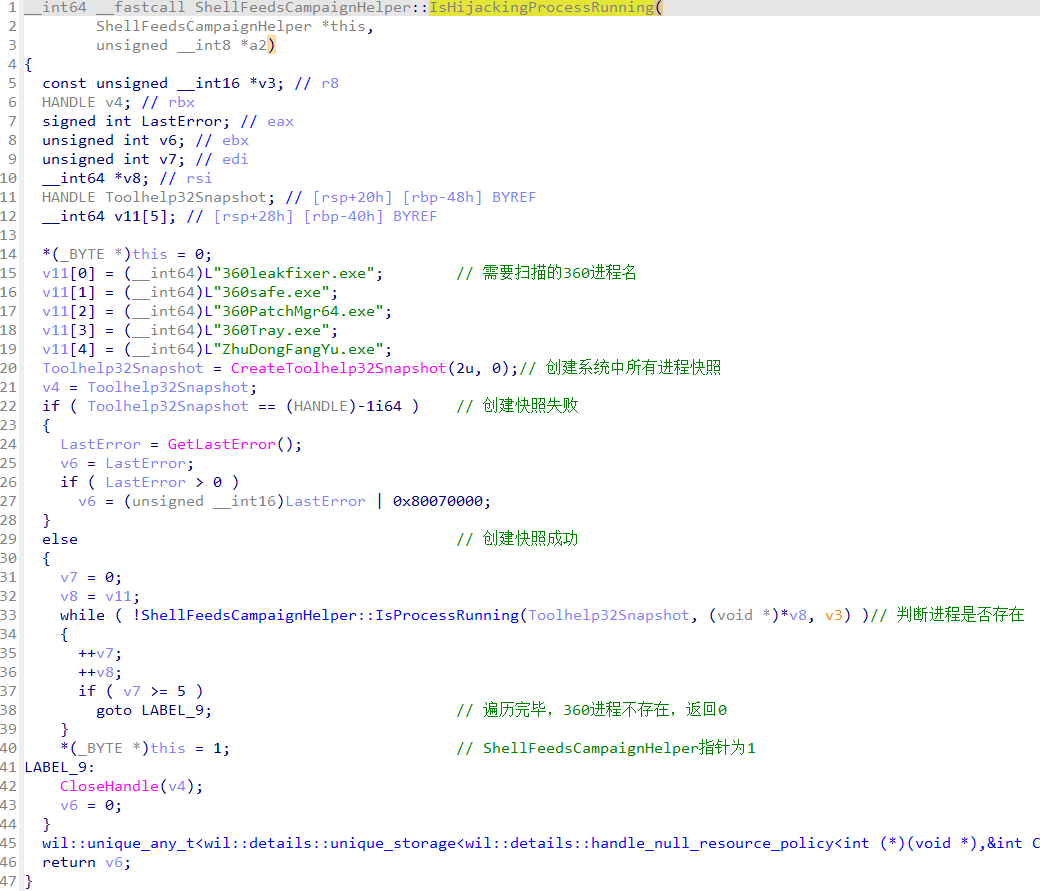 1 __int64 __fastcall ShellFeedsCampaignHelper::IsHijackingProcessRunning(
2         ShellFeedsCampaignHelper *this,
3         unsigned __int8 *a2)
4 {
5   const unsigned __int16 *v3; // r8
6   HANDLE v4; // rbx
7   signed int LastError; // eax
8   unsigned int v6; // ebx
9   unsigned int v7; // edi
10   __int64 *v8; // rsi
11   HANDLE Toolhelp32Snapshot; // [rsp+20h] [rbp-48h] BYREF
12   __int64 v11[5]; // [rsp+28h] [rbp-40h] BYREF
13
14   *(_BYTE *)this = 0;
15   v11[0] = (__int64)L"360leakfixer.exe";        // 需要扫描的360进程名
16   v11[1] = (__int64)L"360safe.exe";
17   v11[2] = (__int64)L"360PatchMgr64.exe";
18   v11[3] = (__int64)L"360Tray.exe";
19   v11[4] = (__int64)L"ZhuDongFangYu.exe";
20   Toolhelp32Snapshot = CreateToolhelp32Snapshot(2u, 0);// 创建系统中所有进程快照
21   v4 = Toolhelp32Snapshot;
22   if ( Toolhelp32Snapshot == (HANDLE)-1i64 )    // 创建快照失败
23   {
24     LastError = GetLastError();
25     v6 = LastError;
26     if ( LastError > 0 )
27       v6 = (unsigned __int16)LastError | 0x80070000;
28   }
29   else                                          // 创建快照成功
30   {
31     v7 = 0;
32     v8 = v11;
33     while ( !ShellFeedsCampaignHelper::IsProcessRunning(Toolhelp32Snapshot, (void *)*v8, v3) )// 判断进程是否存在
34     {
35       ++v7;
36       ++v8;
37       if ( v7 >= 5 )
38         goto LABEL_9;                           // 遍历完毕，360进程不存在，返回0
39     }
40     *(_BYTE *)this = 1;                         // ShellFeedsCampaignHelper指针为1
41 LABEL_9:
42     CloseHandle(v4);
43     v6 = 0;
44   }
45   wil::unique_any_t<wil::details::unique_storage<wil::details::handle_null_resource_policy<int (*)(void *),&int C
46   return v6;
47 }